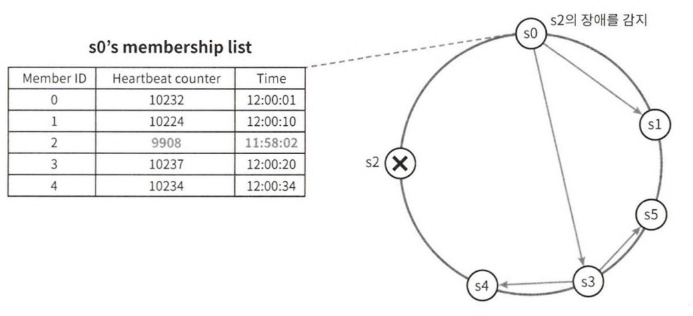 s0's membership list
Member ID Heartbeat counter Time
0 10232 12:00:01
1 10224 12:00:10
2 9908 11:58:02
3 10237 12:00:20
4 10234 12:00:34
s2의 장애를 감지
s0
s1
s2
s5
s4
s3